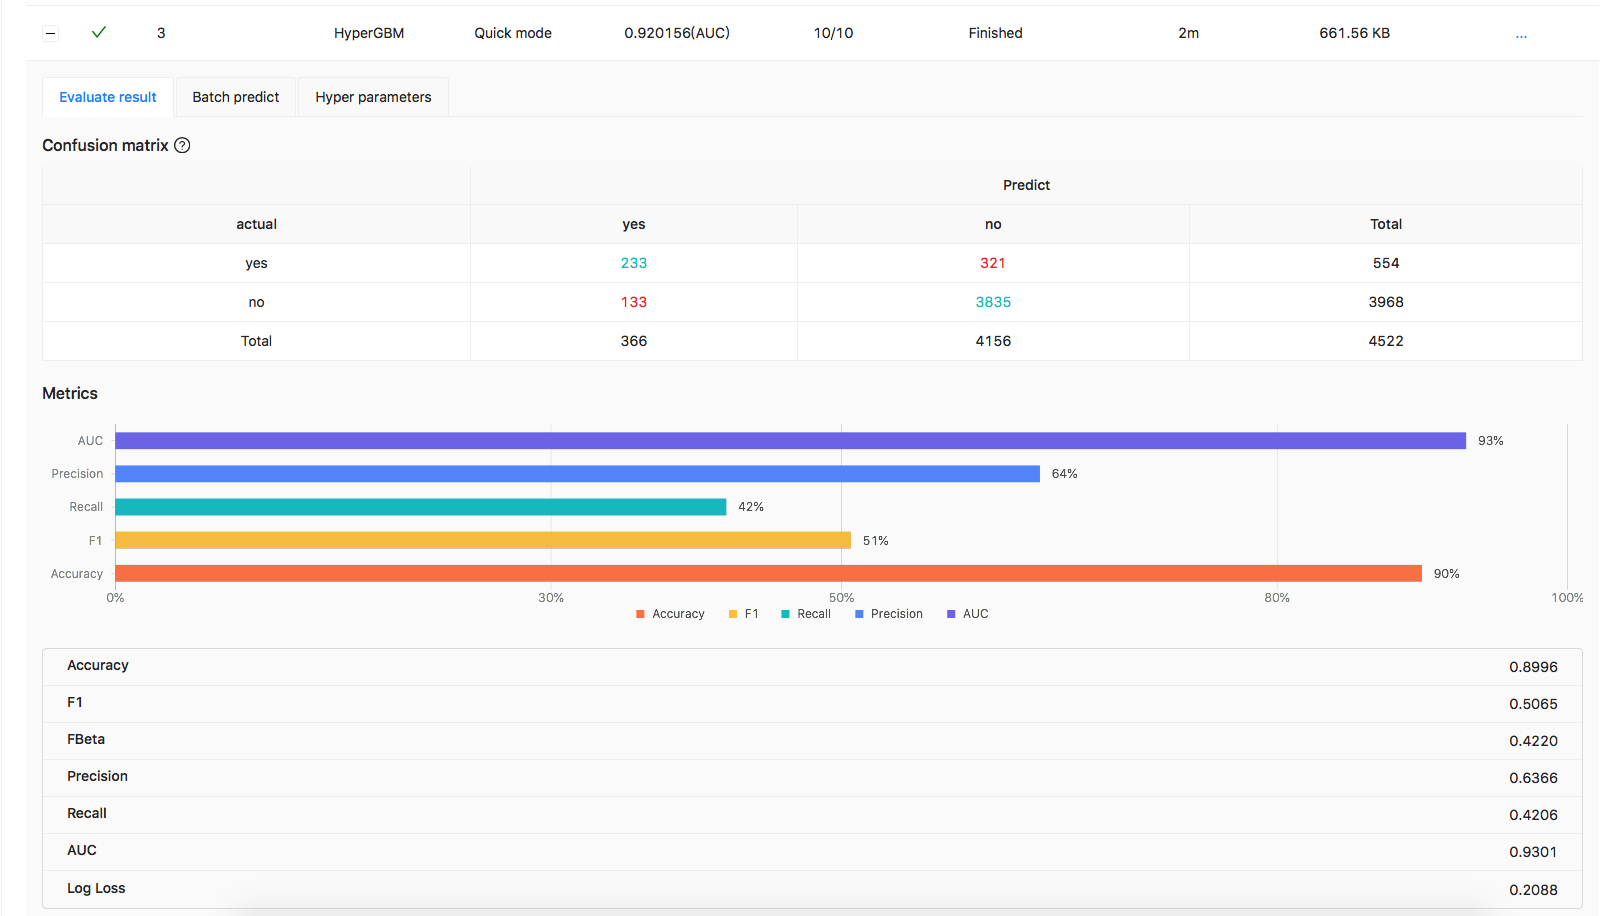 3 HyperGBM Quick mode 0.920156(AUC) 10/10 Finished 2m 661.56 KB ...
Evaluate result Batch predict Hyper parameters
Confusion matrix ?
Predict
actual yes no Total
yes 233 321 554
no 133 3835 3968
Total 366 4156 4522
Metrics
AUC 93%
Precision 64%
Recall 42%
F1 51%
Accuracy 90%
0% 30% 50% 80% 100%
Accuracy F1 Recall Precision AUC
Accuracy 0.8996
F1 0.5065
FBeta 0.4220
Precision 0.6366
Recall 0.4206
AUC 0.9301
Log Loss 0.2088